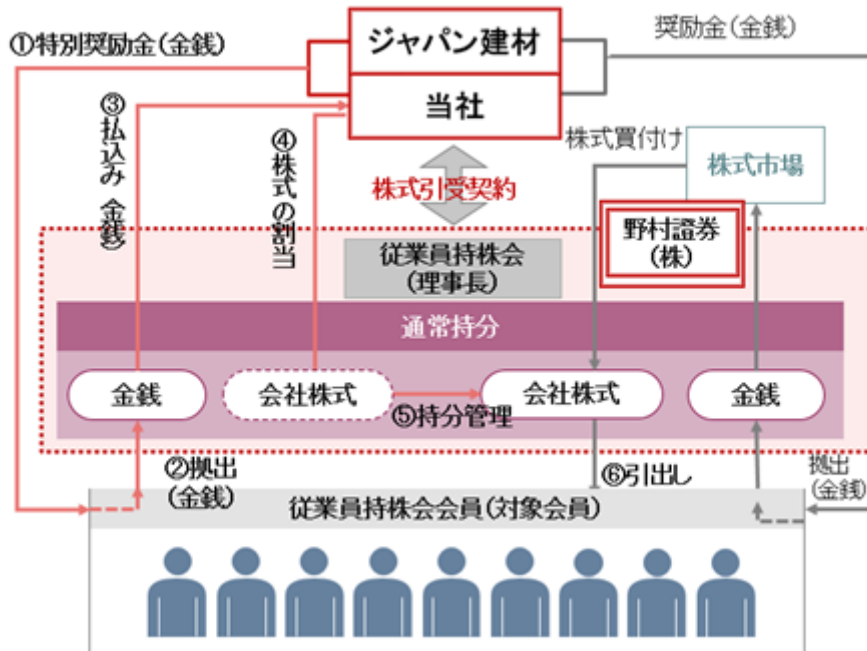 ①特別奨励金(金銭)
ジャパン建材
当社
奨励金(金銭)
③払込み(金銭)
④株式の割当
株式引受契約
株式買付け
株式市場
野村證券
(株)
従業員持株会
(理事長)
通常持分
金銭
会社株式
⑤持分管理
会社株式
金銭
②拠出
(金銭)
⑥引出し
拠出
(金銭)
従業員持株会会員(対象会員)